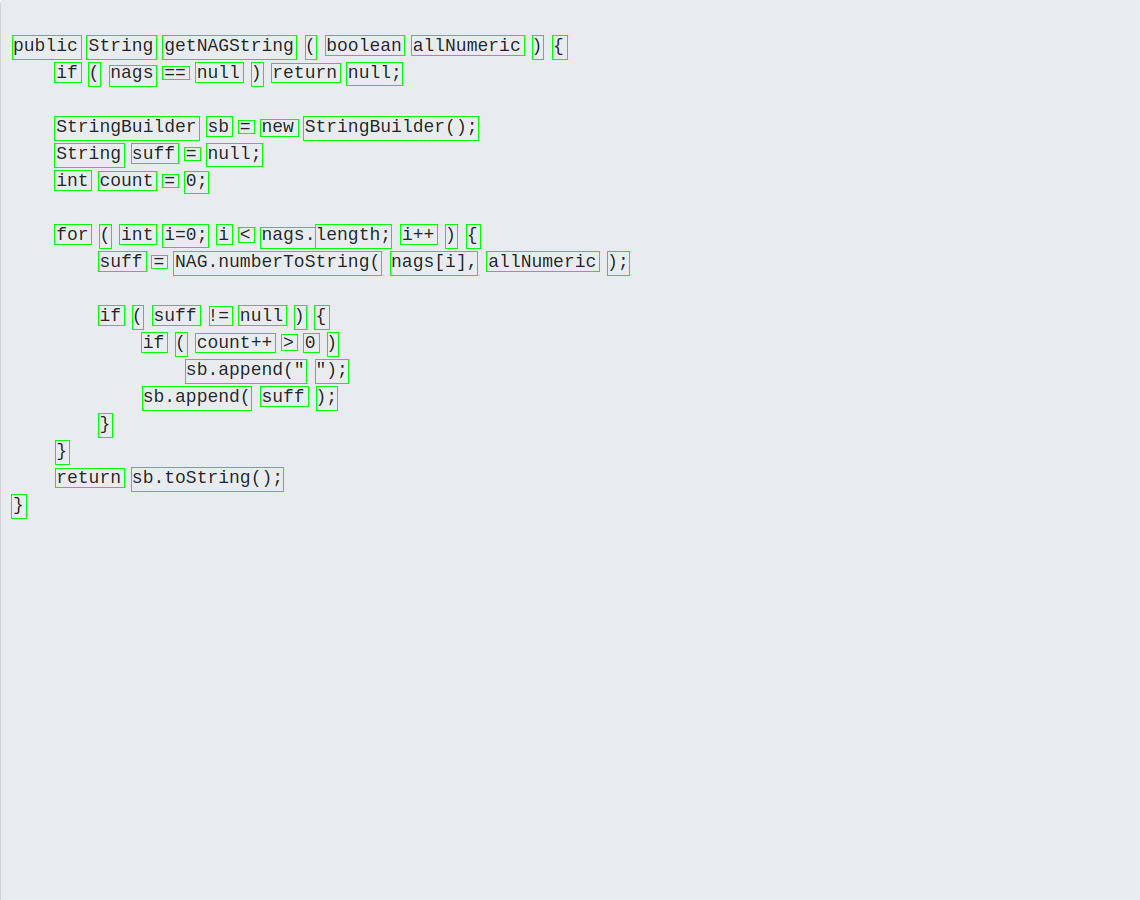 public String getNAGString ( boolean allNumeric ) {
    if ( nags == null ) return null;

    StringBuilder sb = new StringBuilder();
    String suff = null;
    int count = 0;

    for ( int i=0; i < nags.length; i++ ) {
        suff = NAG.numberToString( nags[i], allNumeric );

        if ( suff != null ) {
            if ( count++ > 0 )
                sb.append(" ");
            sb.append( suff );
        }
    }
    return sb.toString();
}